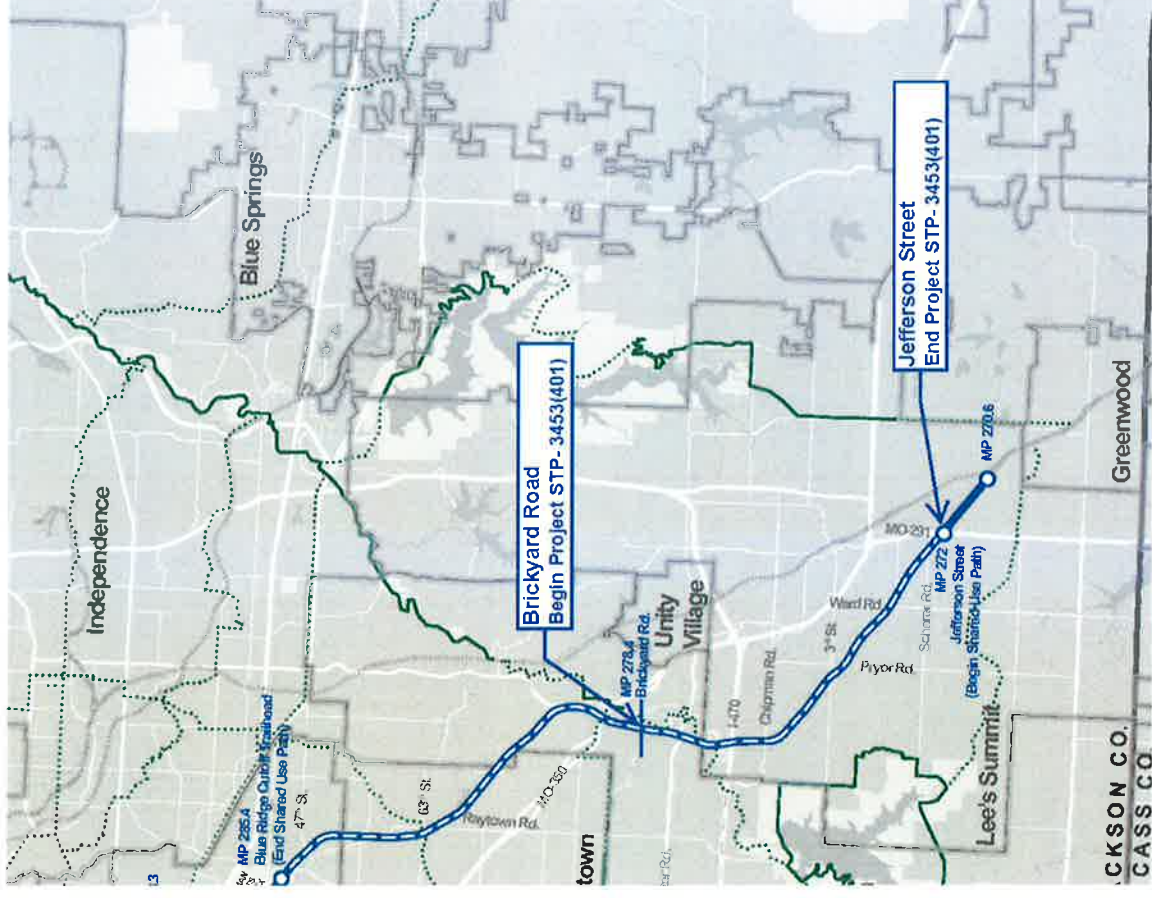 Blue Springs
Independence
Jefferson Street
End Project STP- 3453(401)
Brickyard Road
Begin Project STP- 3453(401)
Greenwood
MP 270.6
MO-291
MP 272
Jefferson Street
(Begin Shared-Use Path)
Unity
Village
MP 278.4
Brickyard Rd.
Ward Rd.
3rd St
Scherer Rd.
Pryor Rd.
Chipman Rd.
I-470
Lee's Summit
MP 285.4
Blue Ridge Cutoff Trailhead
(End Shared Use Path)
47th St.
63rd St.
MO-350
Raytown Rd.
town
13
CKSON CO.
CASS CO.